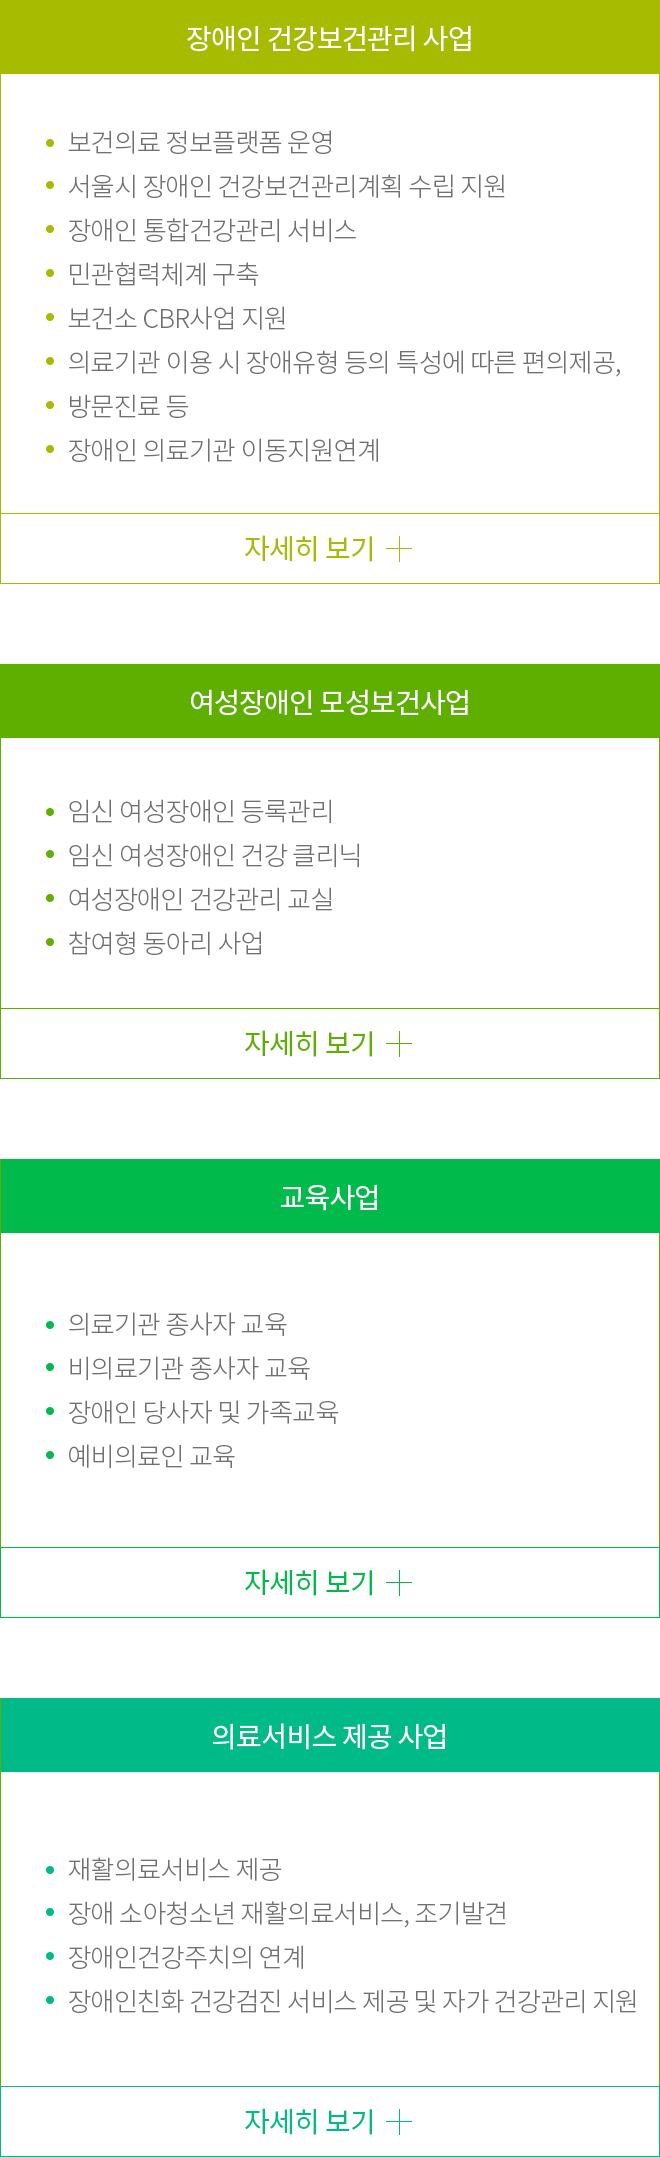 장애인 건강보건관리 사업
보건의료 정보플랫폼 운영
서울시 장애인 건강보건관리계획 수립 지원
장애인 통합건강관리 서비스
민관협력체계 구축
보건소 CBR사업 지원
의료기관 이용 시 장애유형 등의 특성에 따른 편의제공,
방문진료 등
장애인 의료기관 이동지원연계
자세히 보기
여성장애인 모성보건사업
임신 여성장애인 등록관리
임신 여성장애인 건강 클리닉
여성장애인 건강관리 교실
참여형 동아리 사업
자세히 보기
교육사업
의료기관 종사자 교육
비의료기관 종사자 교육
장애인 당사자 및 가족교육
예비의료인 교육
자세히 보기
의료서비스 제공 사업
재활의료서비스 제공
장애 소아청소년 재활의료서비스, 조기발견
장애인건강주치의 연계
장애인친화 건강검진 서비스 제공 및 자가 건강관리 지원
자세히 보기